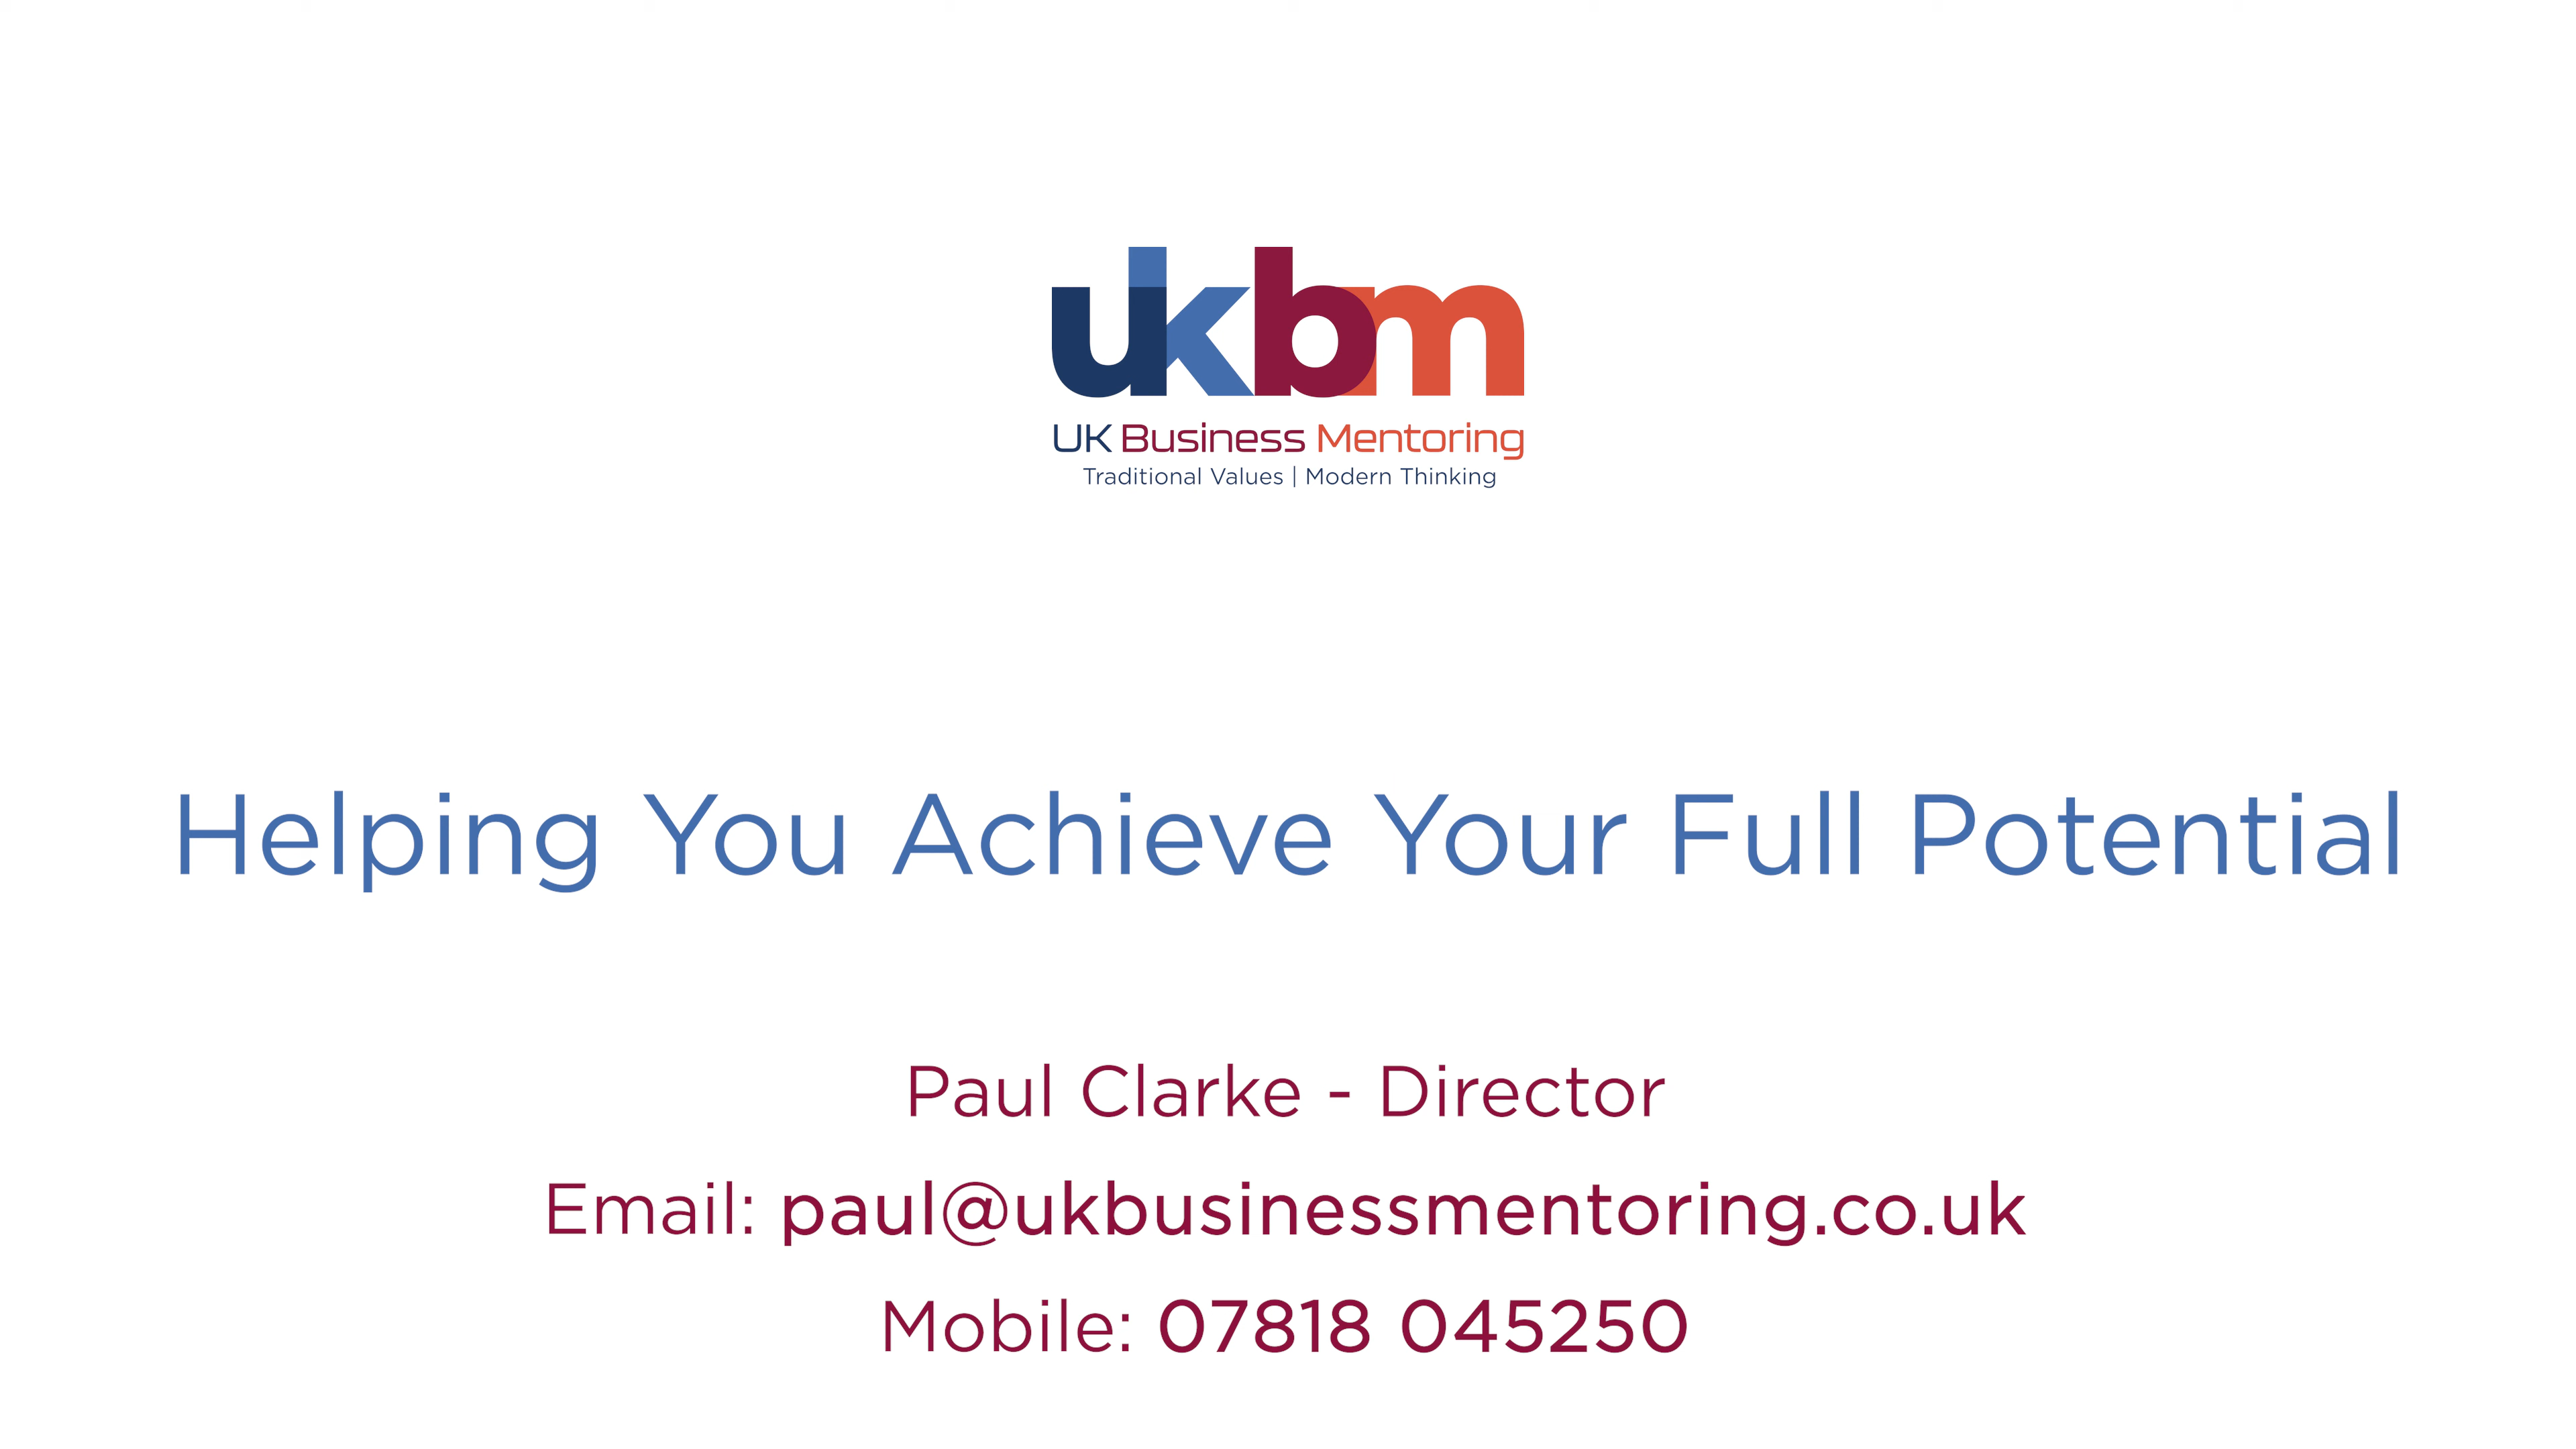 ukbm
UK Business Mentoring
Traditional Values | Modern Thinking
Helping You Achieve Your Full Potential
Paul Clarke - Director
Email: paul@ukbusinessmentoring.co.uk
Mobile: 07818 045250